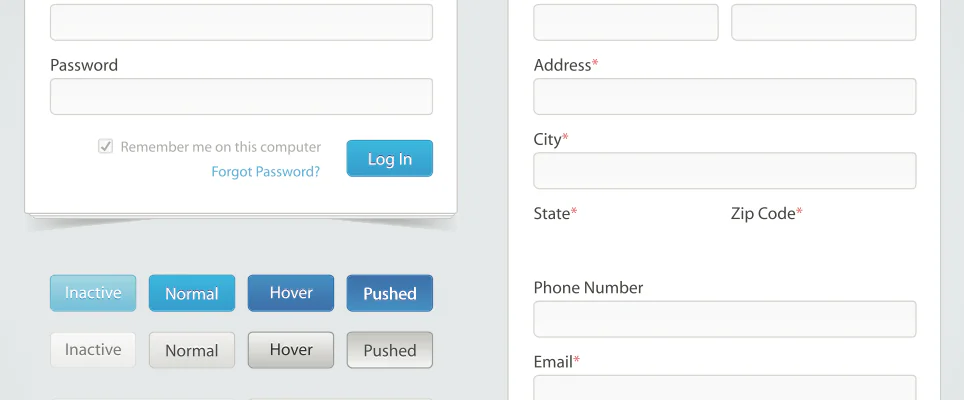 Password
Remember me on this computer
Forgot Password?
Log In
Inactive Normal Hover Pushed
Inactive Normal Hover Pushed
Address*
City*
State* Zip Code*
Phone Number
Email*